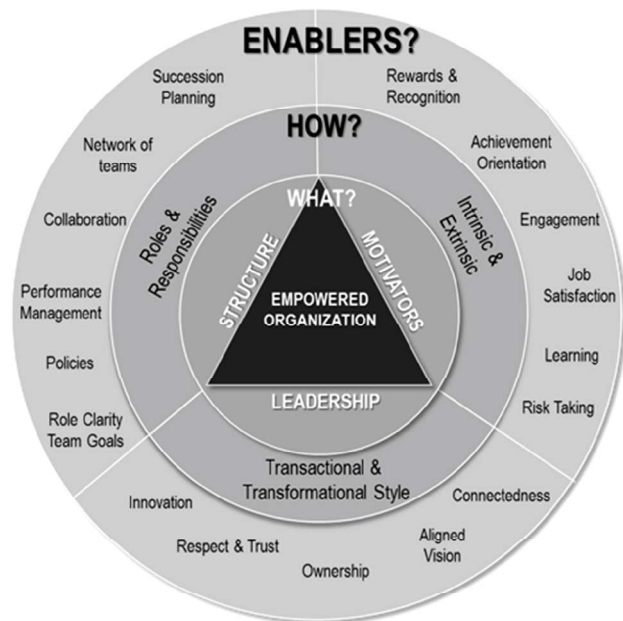 ENABLERS?
Succession
Planning
Rewards &
Recognition
HOW?
Network of
teams
Achievement
Orientation
Roles &
Responsibilities
Intrinsic &
Extrinsic
WHAT?
Collaboration
Engagement
STRUCTURE
MOTIVATORS
Performance
Management
EMPOWERED
ORGANIZATION
Job
Satisfaction
Policies
Learning
LEADERSHIP
Role Clarity
Team Goals
Risk Taking
Transactional &
Transformational Style
Innovation
Connectedness
Respect & Trust
Aligned
Vision
Ownership